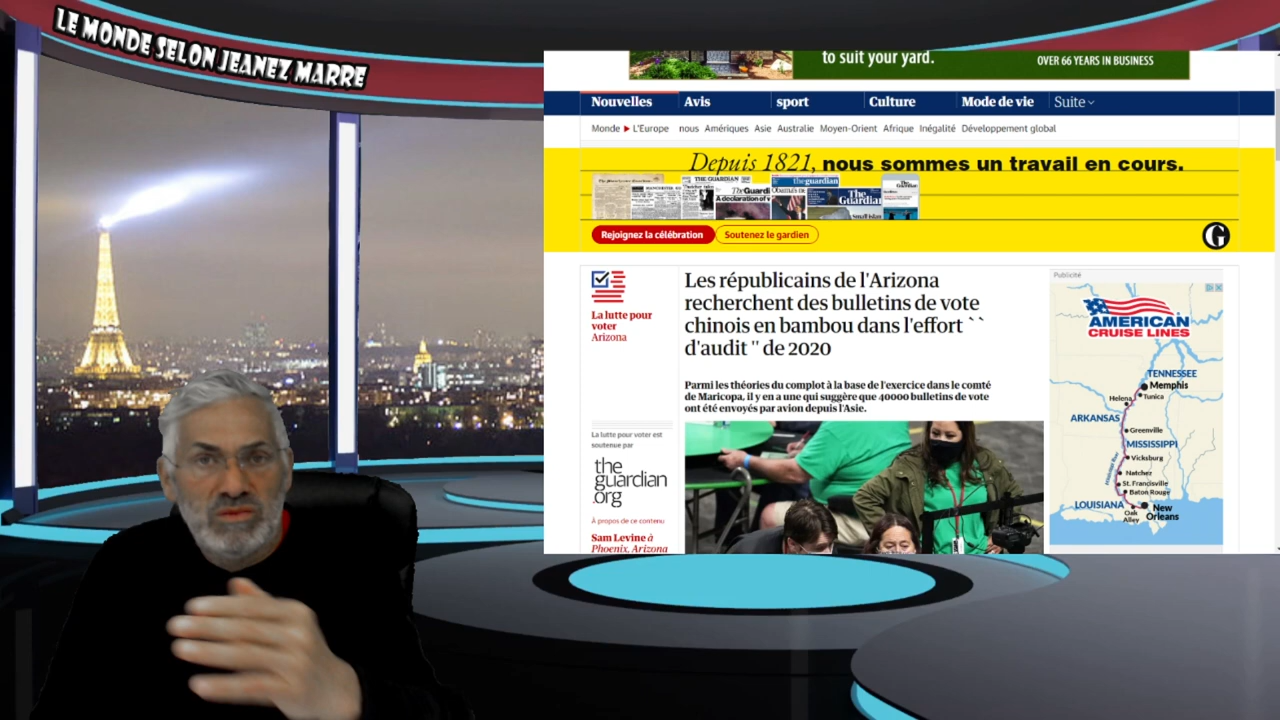 LE MONDE SELON JEANEZ MARRE
to suit your yard.
OVER 66 YEARS IN BUSINESS
Nouvelles Avis sport Culture Mode de vie Suite
Monde L'Europe nous Amériques Asie Australie Moyen-Orient Afrique Inégalité Développement global
Depuis 1821, nous sommes un travail en cours.
THE GUARDIAN
theguardian
The Guardian
Rejoignez la célébration
Soutenez le gardien
G
La lutte pour
voter
Arizona
Les républicains de l'Arizona
recherchent des bulletins de vote
chinois en bambou dans l'effort ``
d'audit '' de 2020
Parmi les théories du complot à la base de l'exercice dans le comté
de Maricopa, il y en a une qui suggère que 40000 bulletins de vote
ont été envoyés par avion depuis l'Asie.
La lutte pour voter est
soutenue par
the
guardian
.org
À propos de ce contenu
Sam Levine à
Phoenix, Arizona
Publicité
AMERICAN
CRUISE LINES
TENNESSEE
Memphis
Helena
Tunica
ARKANSAS
Greenville
MISSISSIPPI
Vicksburg
Natchez
St. Francisville
Baton Rouge
LOUISIANA
Oak
Alley
New
Orleans